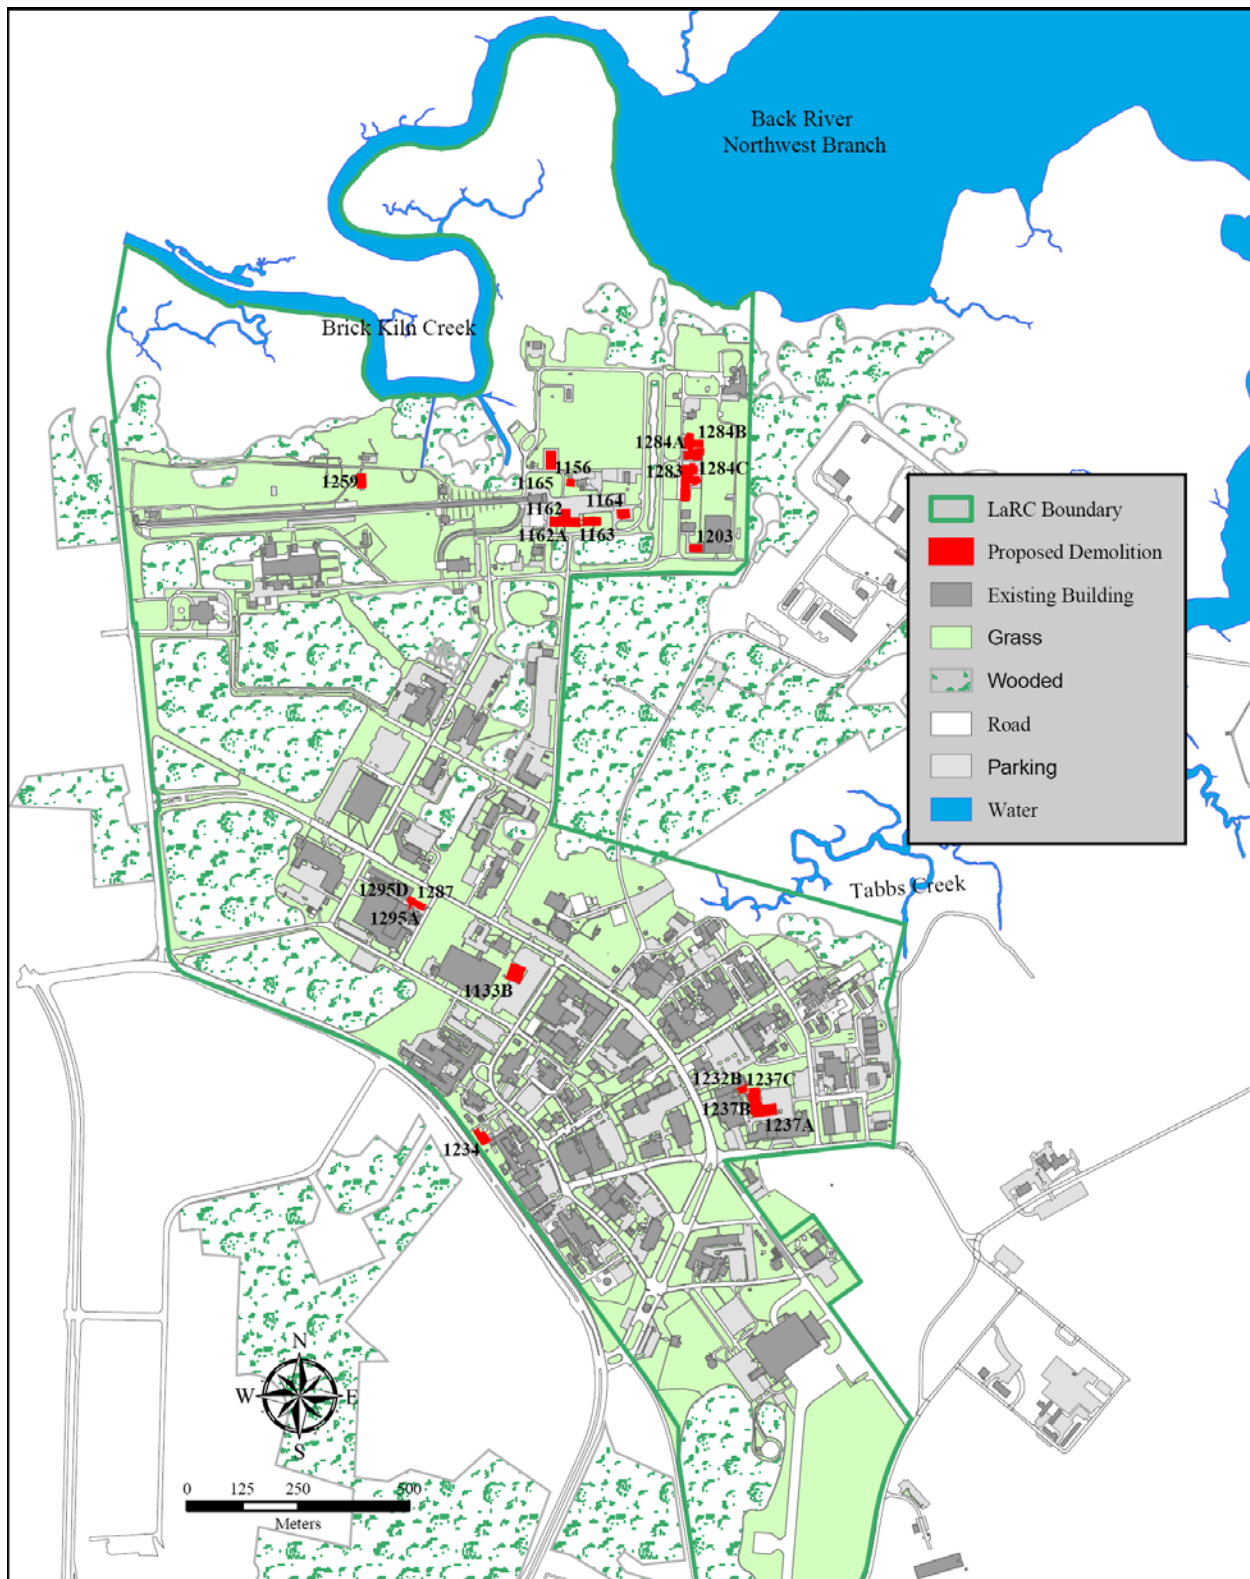 Back River
Northwest Branch
Brick Kiln Creek
1284A
1284B
1283
1284C
1259
1156
1165
1162
1164
1162A
1163
1203
LaRC Boundary
Proposed Demolition
Existing Building
Grass
Wooded
Road
Parking
Water
Tabbs Creek
1295D
1287
1295A
1133B
1232B
1237C
1237B
1237A
1234
N
W
E
S
0 125 250 500
Meters